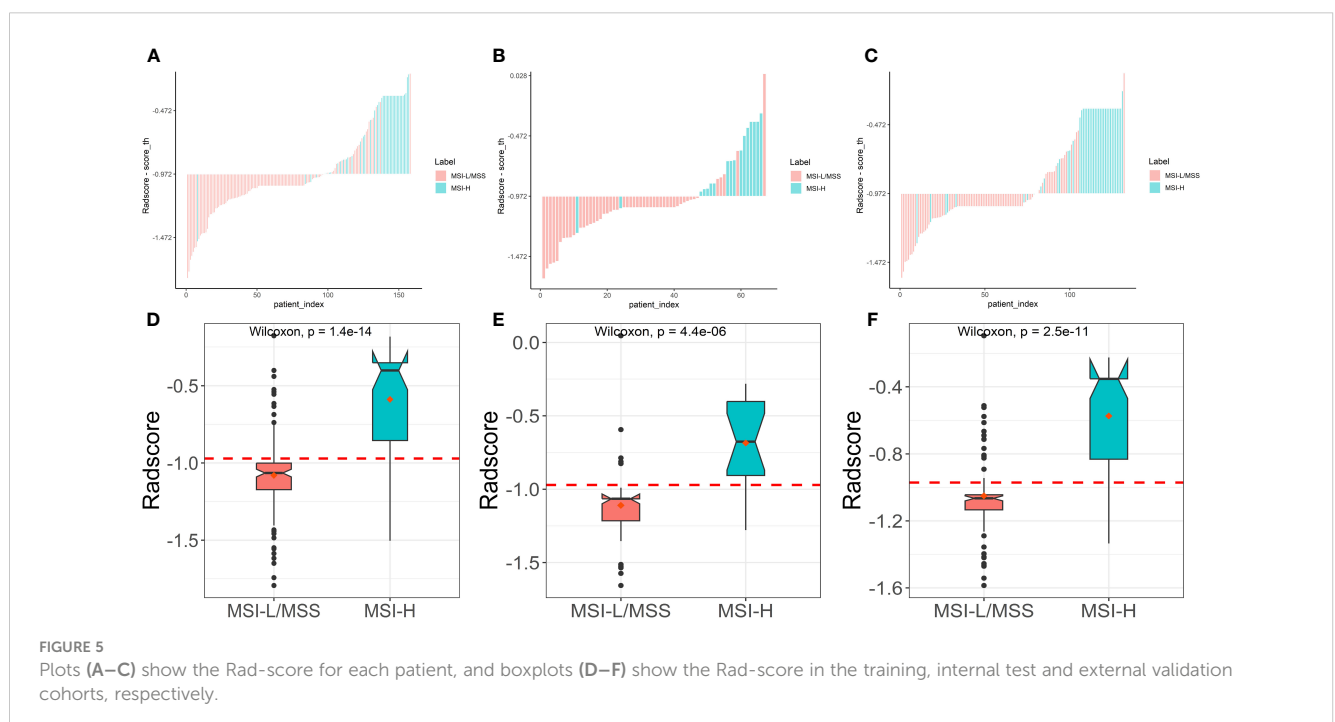 A
-0.472
-0.972
-1.472
Radscore - score_th
0
50
100
150
patient_index
Label
MSI-L/MSS
MSI-H
B
0.028
-0.472
-0.972
-1.472
Radscore - score_th
0
20
40
60
patient_index
Label
MSI-L/MSS
MSI-H
C
-0.472
-0.972
-1.472
Radscore - score_th
0
50
100
patient_index
Label
MSI-L/MSS
MSI-H
D
Wilcoxon, p = 1.4e-14
-0.5
-1.0
-1.5
Radscore
MSI-L/MSS
MSI-H
E
Wilcoxon, p = 4.4e-06
0.0
-0.5
-1.0
-1.5
Radscore
MSI-L/MSS
MSI-H
F
Wilcoxon, p = 2.5e-11
-0.4
-0.8
-1.2
-1.6
Radscore
MSI-L/MSS
MSI-H
FIGURE 5
Plots (A–C) show the Rad-score for each patient, and boxplots (D–F) show the Rad-score in the training, internal test and external validation
cohorts, respectively.